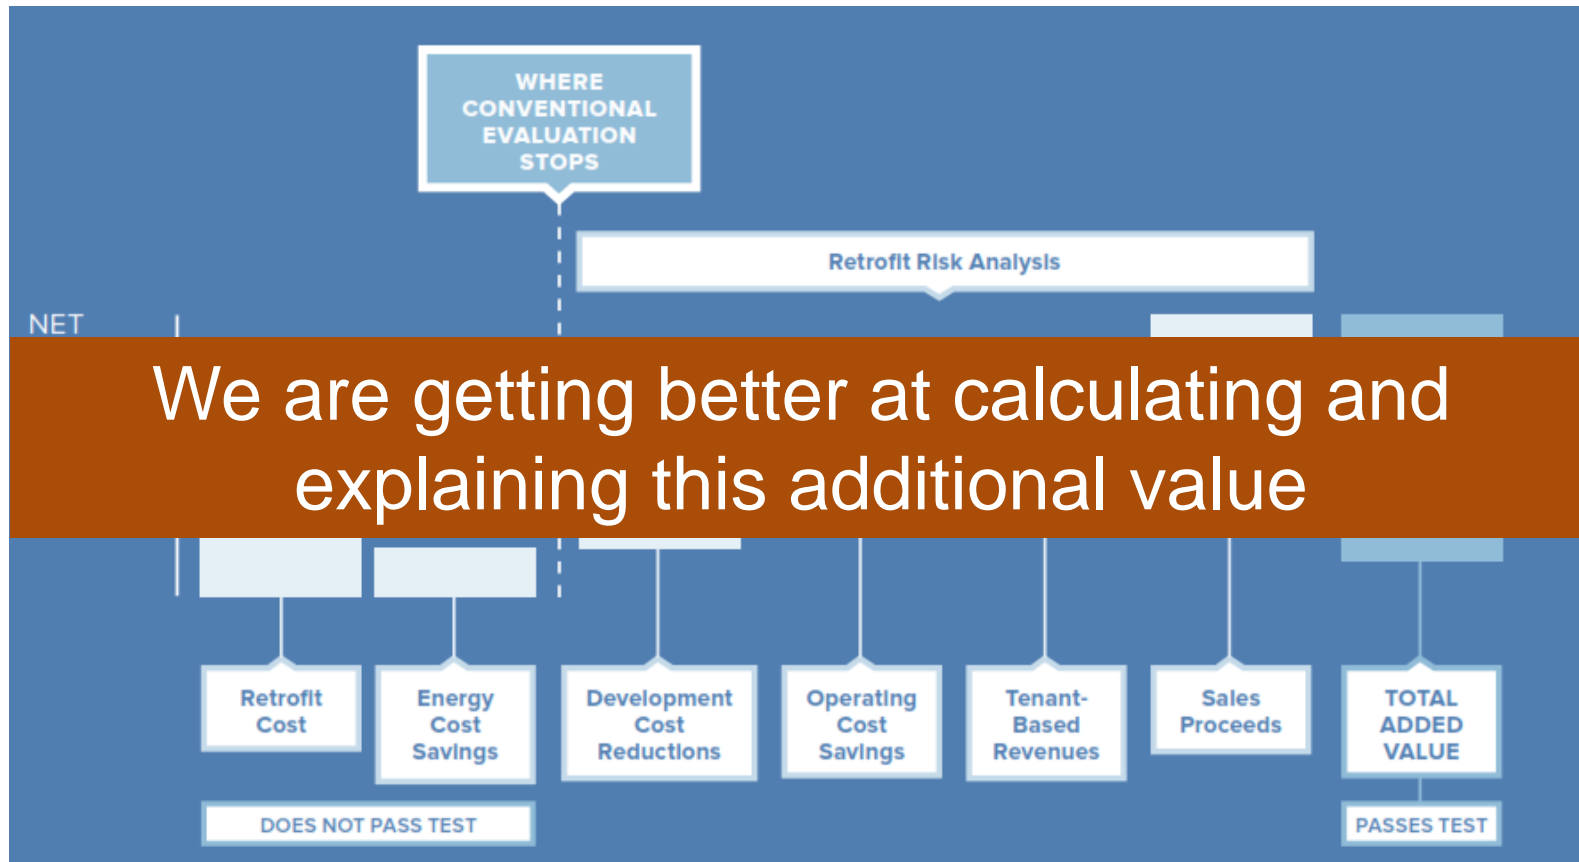 WHERE
CONVENTIONAL
EVALUATION
STOPS
Retrofit Risk Analysis
NET
We are getting better at calculating and
explaining this additional value
Retrofit
Cost
Energy
Cost
Savings
Development
Cost
Reductions
Operating
Cost
Savings
Tenant-
Based
Revenues
Sales
Proceeds
TOTAL
ADDED
VALUE
DOES NOT PASS TEST
PASSES TEST